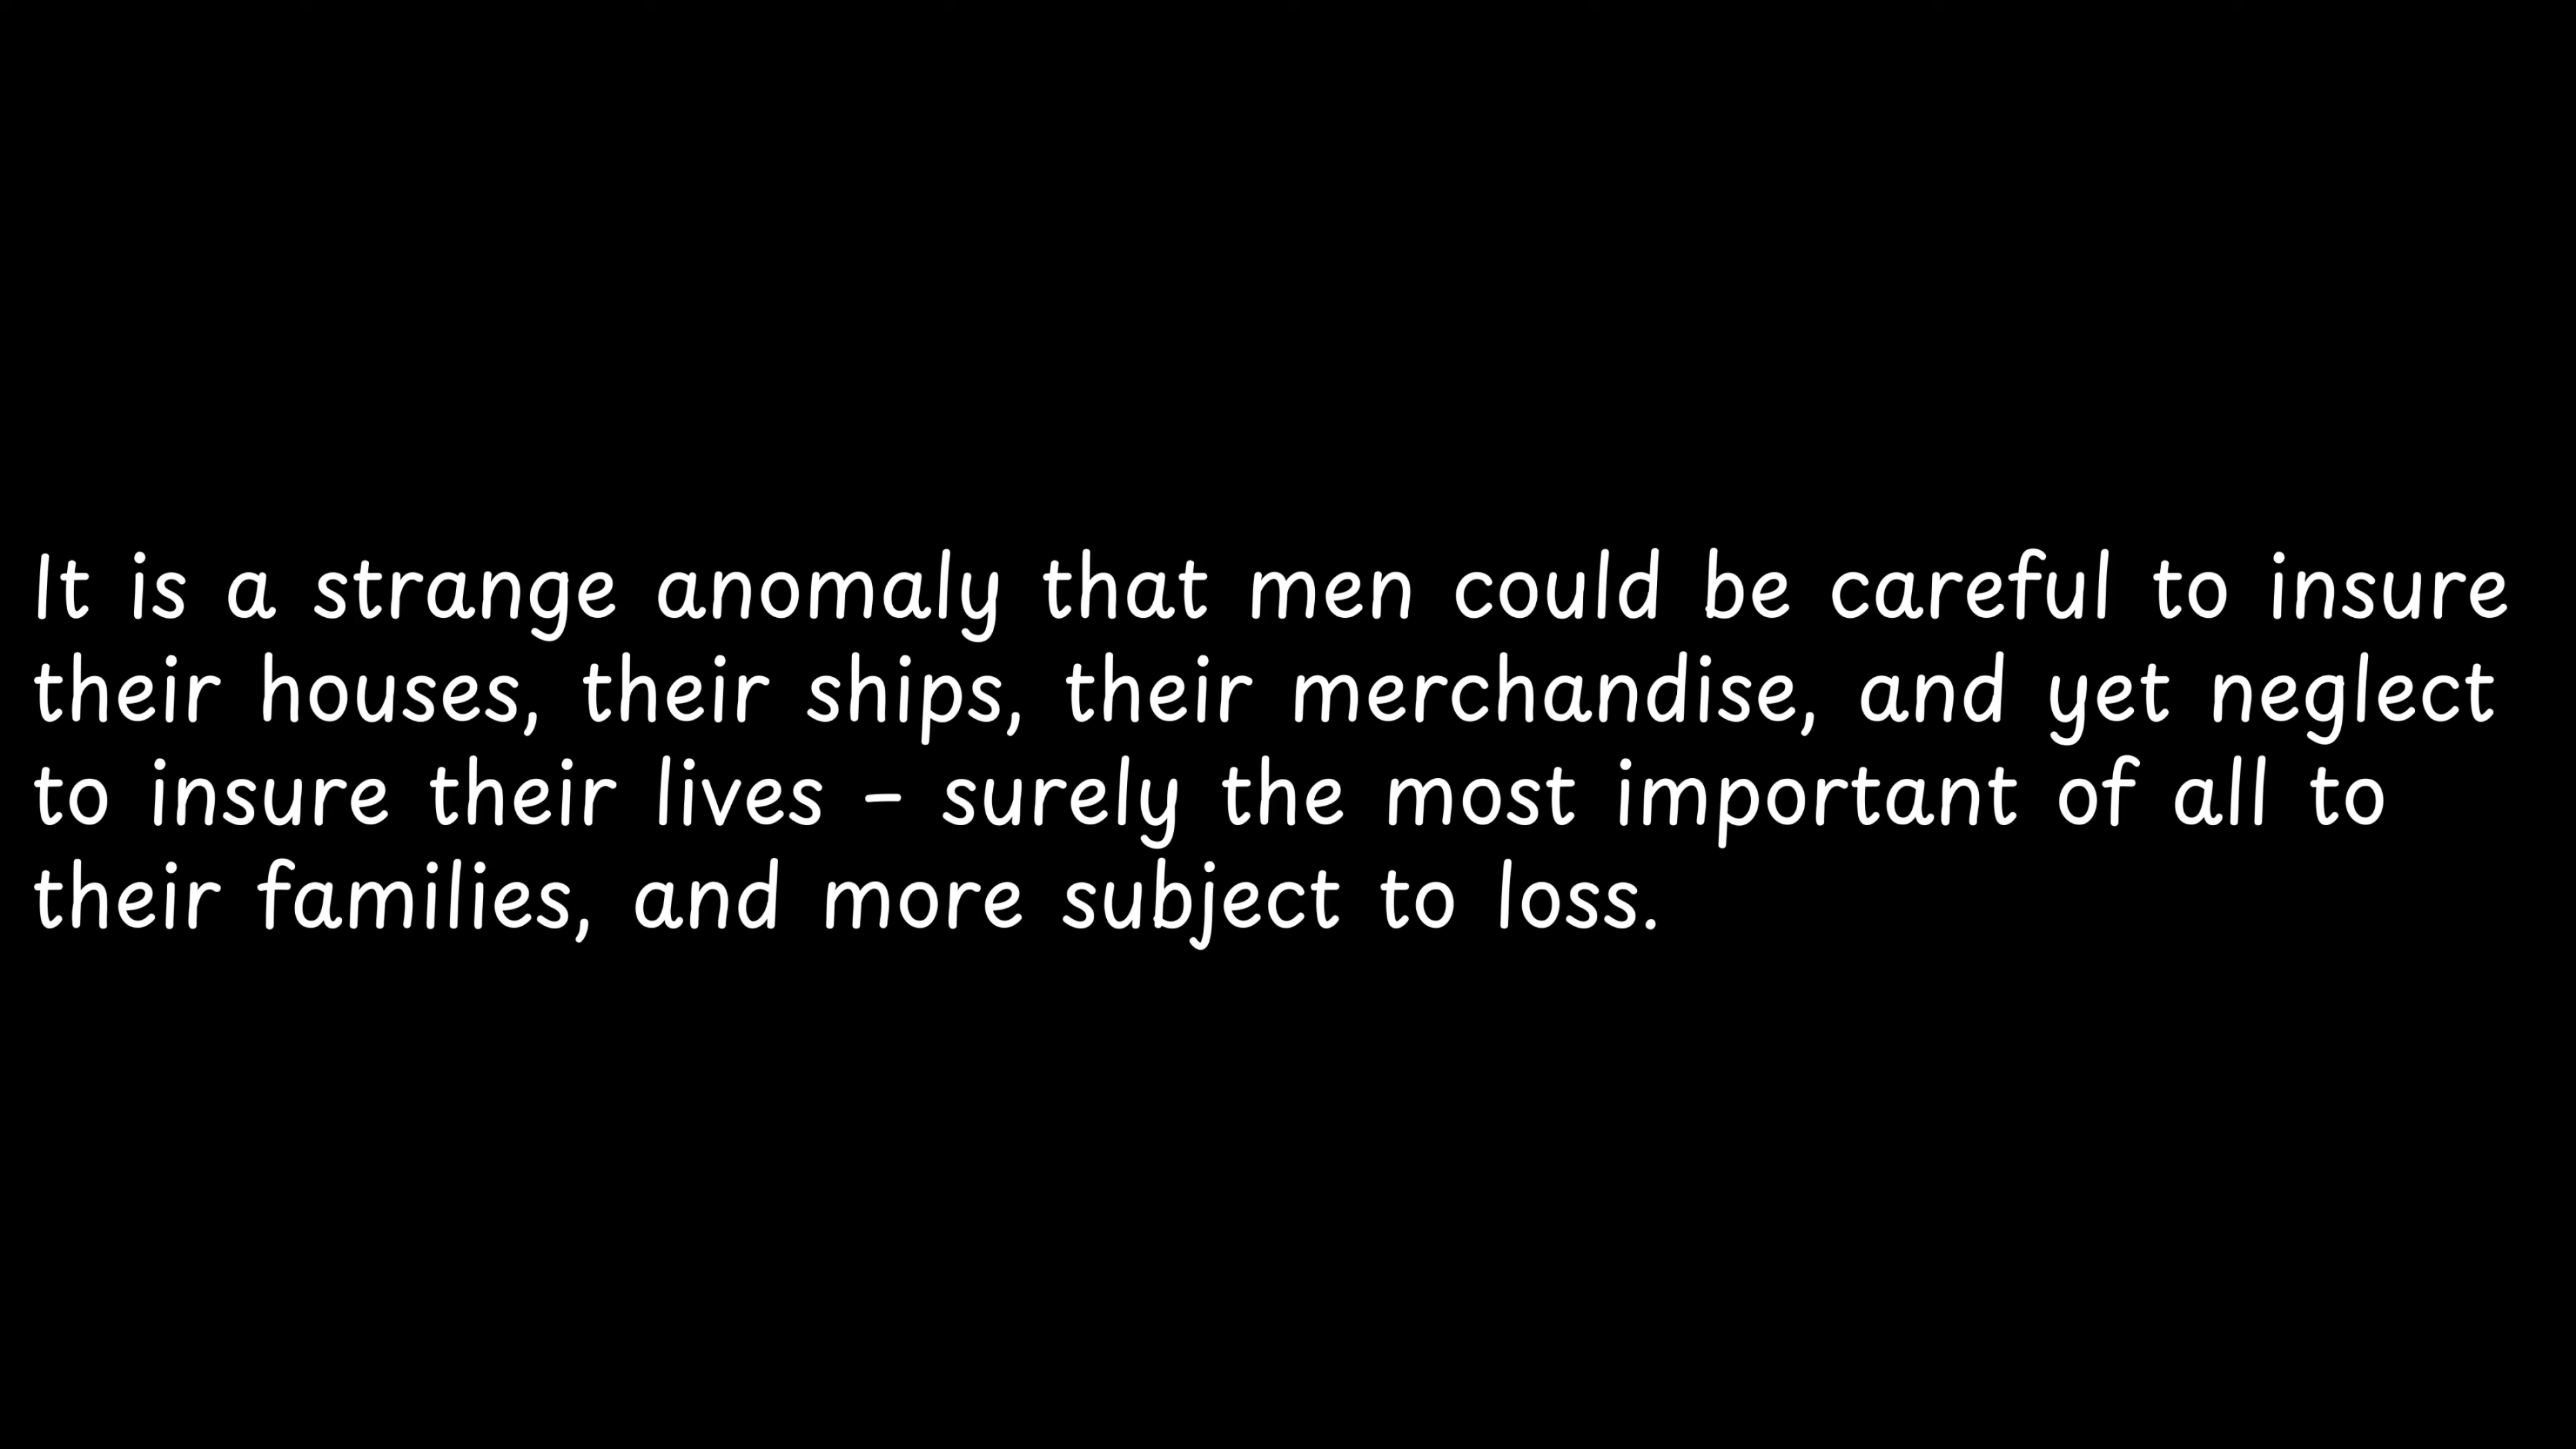 It is a strange anomaly that men could be careful to insure
their houses, their ships, their merchandise, and yet neglect
to insure their lives – surely the most important of all to
their families, and more subject to loss.